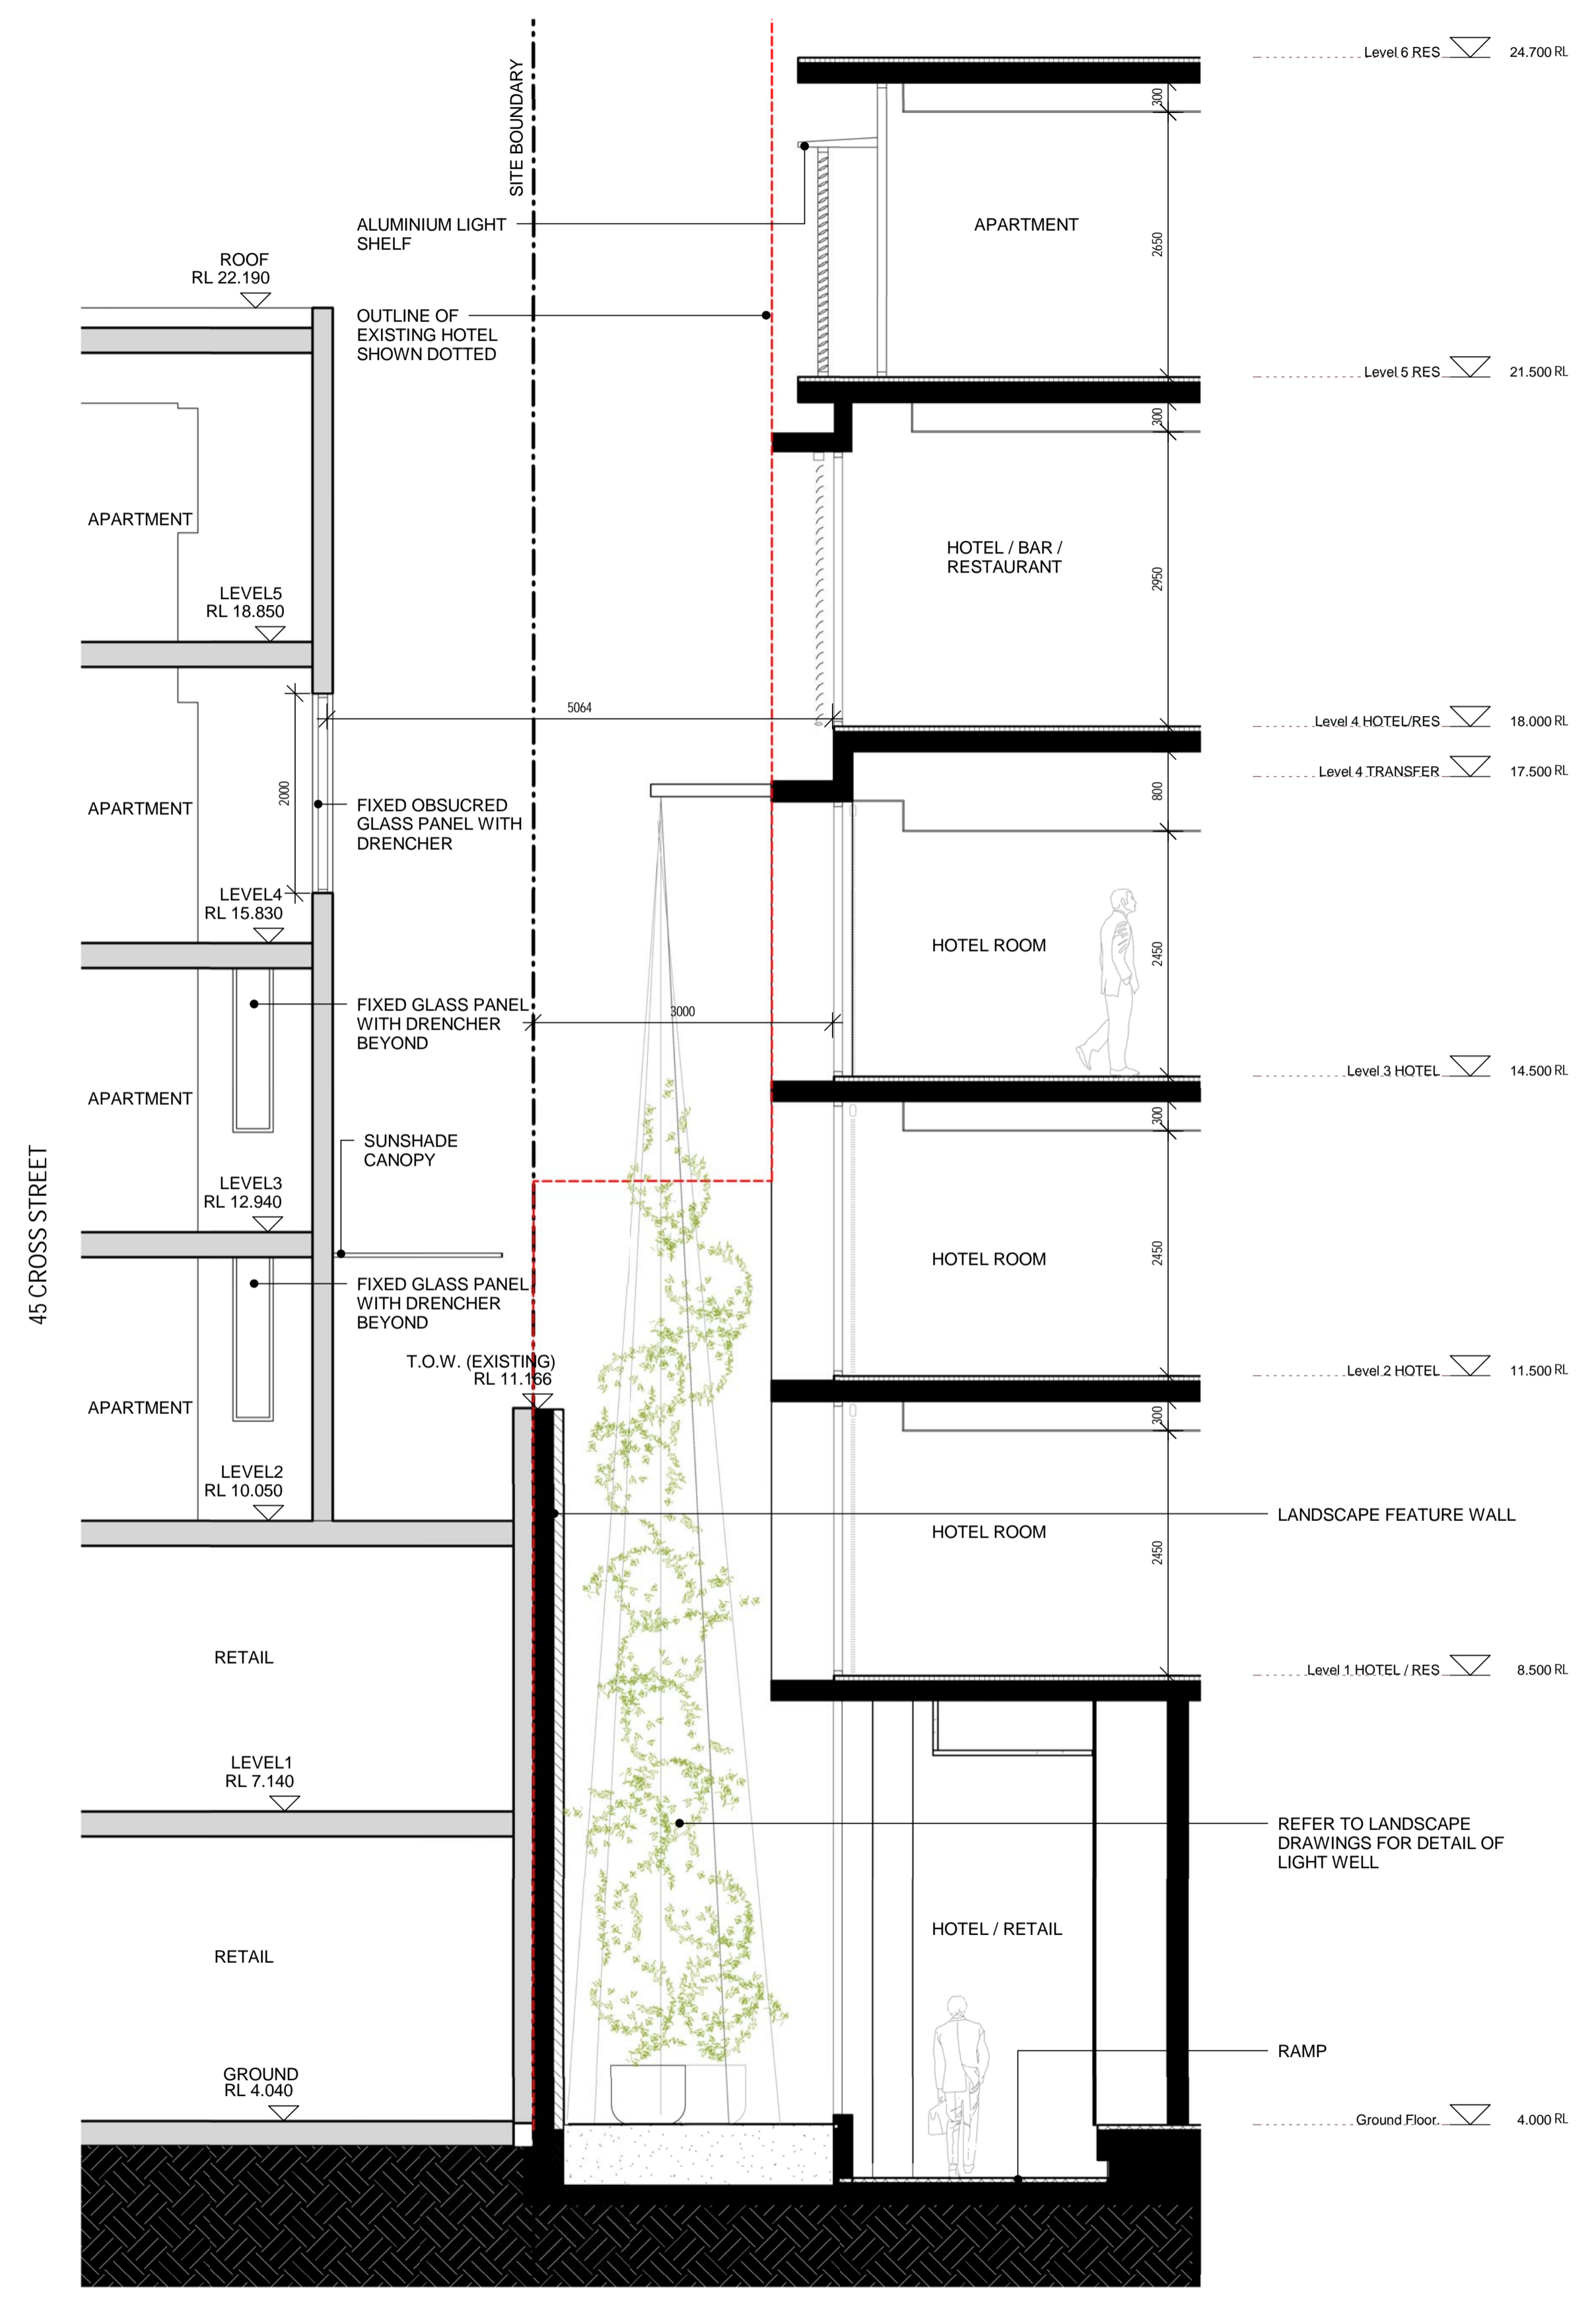 Level 6 RES 24.700 RL
SITE BOUNDARY
300
ALUMINIUM LIGHT
SHELF
APARTMENT
2650
ROOF
RL 22.190
OUTLINE OF
EXISTING HOTEL
SHOWN DOTTED
Level 5 RES 21.500 RL
300
APARTMENT
HOTEL / BAR /
RESTAURANT
2950
LEVEL5
RL 18.850
5064
Level 4 HOTEL/RES 18.000 RL
Level 4 TRANSFER 17.500 RL
2000
800
APARTMENT
FIXED OBSUCRED
GLASS PANEL WITH
DRENCHER
LEVEL4
RL 15.830
HOTEL ROOM
2450
FIXED GLASS PANEL
WITH DRENCHER
BEYOND
3000
Level 3 HOTEL 14.500 RL
APARTMENT
300
SUNSHADE
CANOPY
45 CROSS STREET
LEVEL3
RL 12.940
HOTEL ROOM
2450
FIXED GLASS PANEL
WITH DRENCHER
BEYOND
T.O.W. (EXISTING)
RL 11.166
Level 2 HOTEL 11.500 RL
APARTMENT
300
LEVEL2
RL 10.050
LANDSCAPE FEATURE WALL
HOTEL ROOM
2450
RETAIL
Level 1 HOTEL / RES 8.500 RL
LEVEL1
RL 7.140
REFER TO LANDSCAPE
DRAWINGS FOR DETAIL OF
LIGHT WELL
HOTEL / RETAIL
RETAIL
RAMP
GROUND
RL 4.040
Ground Floor. 4.000 RL